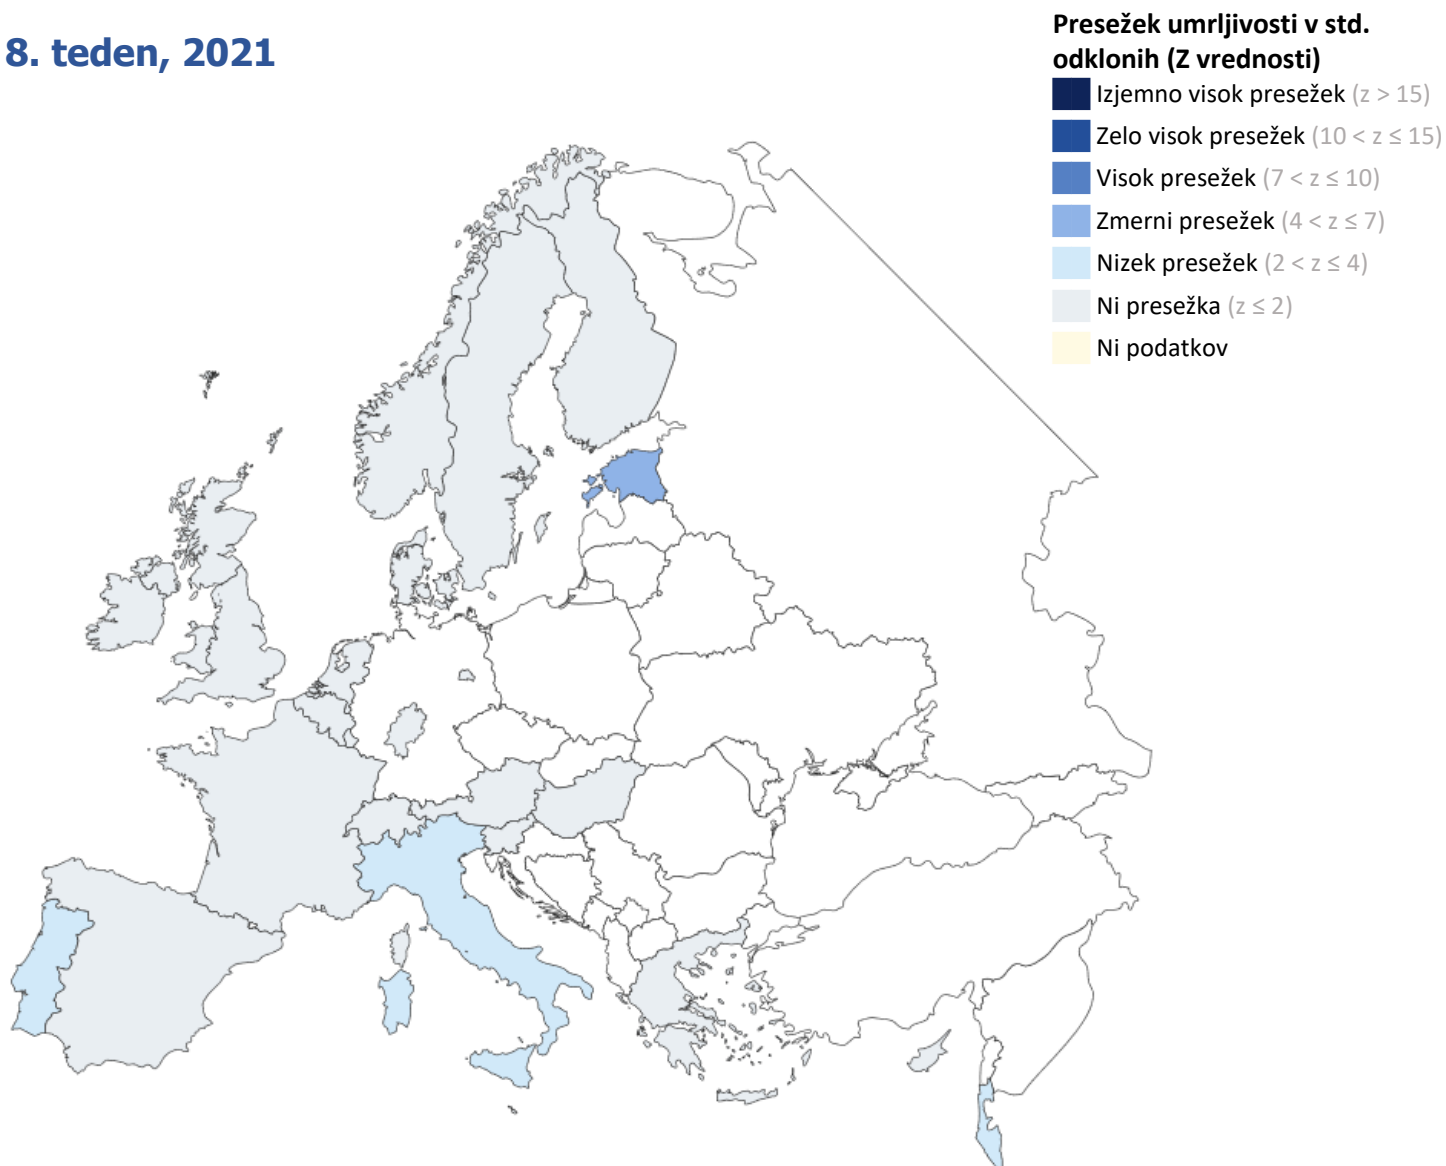 8. teden, 2021
Presežek umrljivosti v std.
odklonih (Z vrednosti)
Izjemno visok presežek (z > 15)
Zelo visok presežek (10 < z ≤ 15)
Visok presežek (7 < z ≤ 10)
Zmerni presežek (4 < z ≤ 7)
Nizek presežek (2 < z ≤ 4)
Ni presežka (z ≤ 2)
Ni podatkov